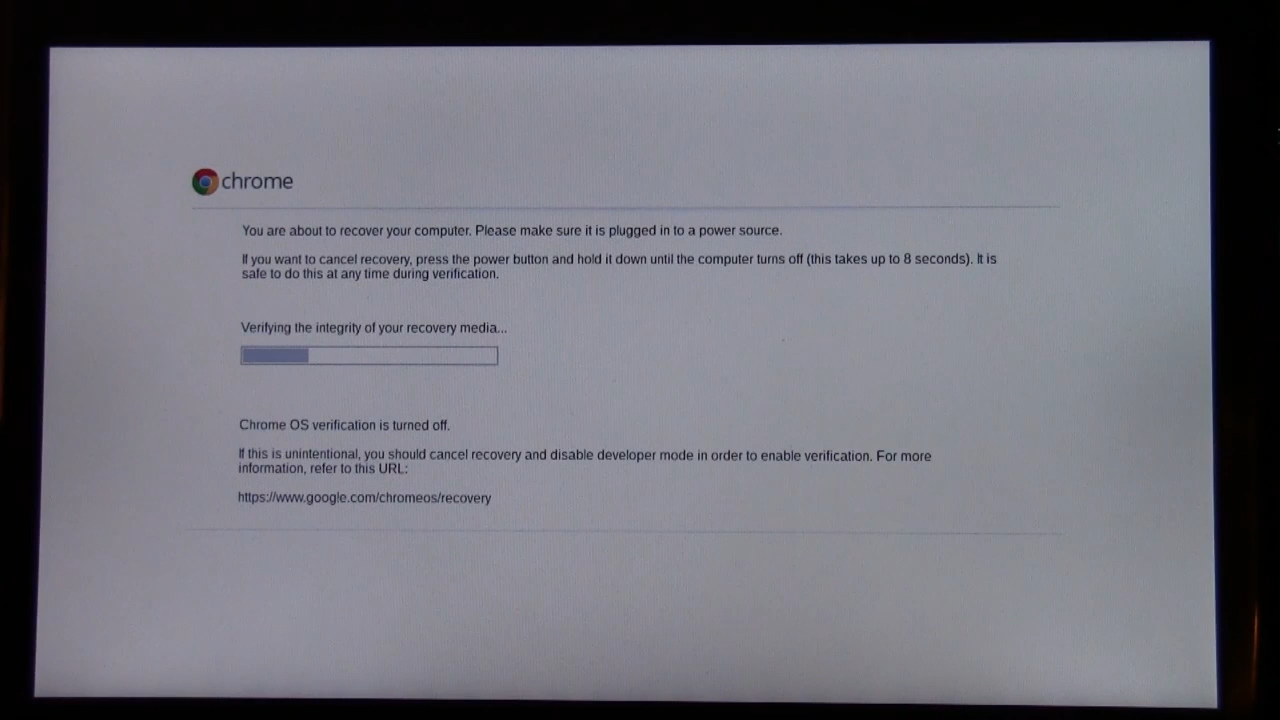 chrome
You are about to recover your computer. Please make sure it is plugged in to a power source.
If you want to cancel recovery, press the power button and hold it down until the computer turns off (this takes up to 8 seconds). It is
safe to do this at any time during verification.
Verifying the integrity of your recovery media...
Chrome OS verification is turned off.
If this is unintentional, you should cancel recovery and disable developer mode in order to enable verification. For more
information, refer to this URL:
https://www.google.com/chromeos/recovery